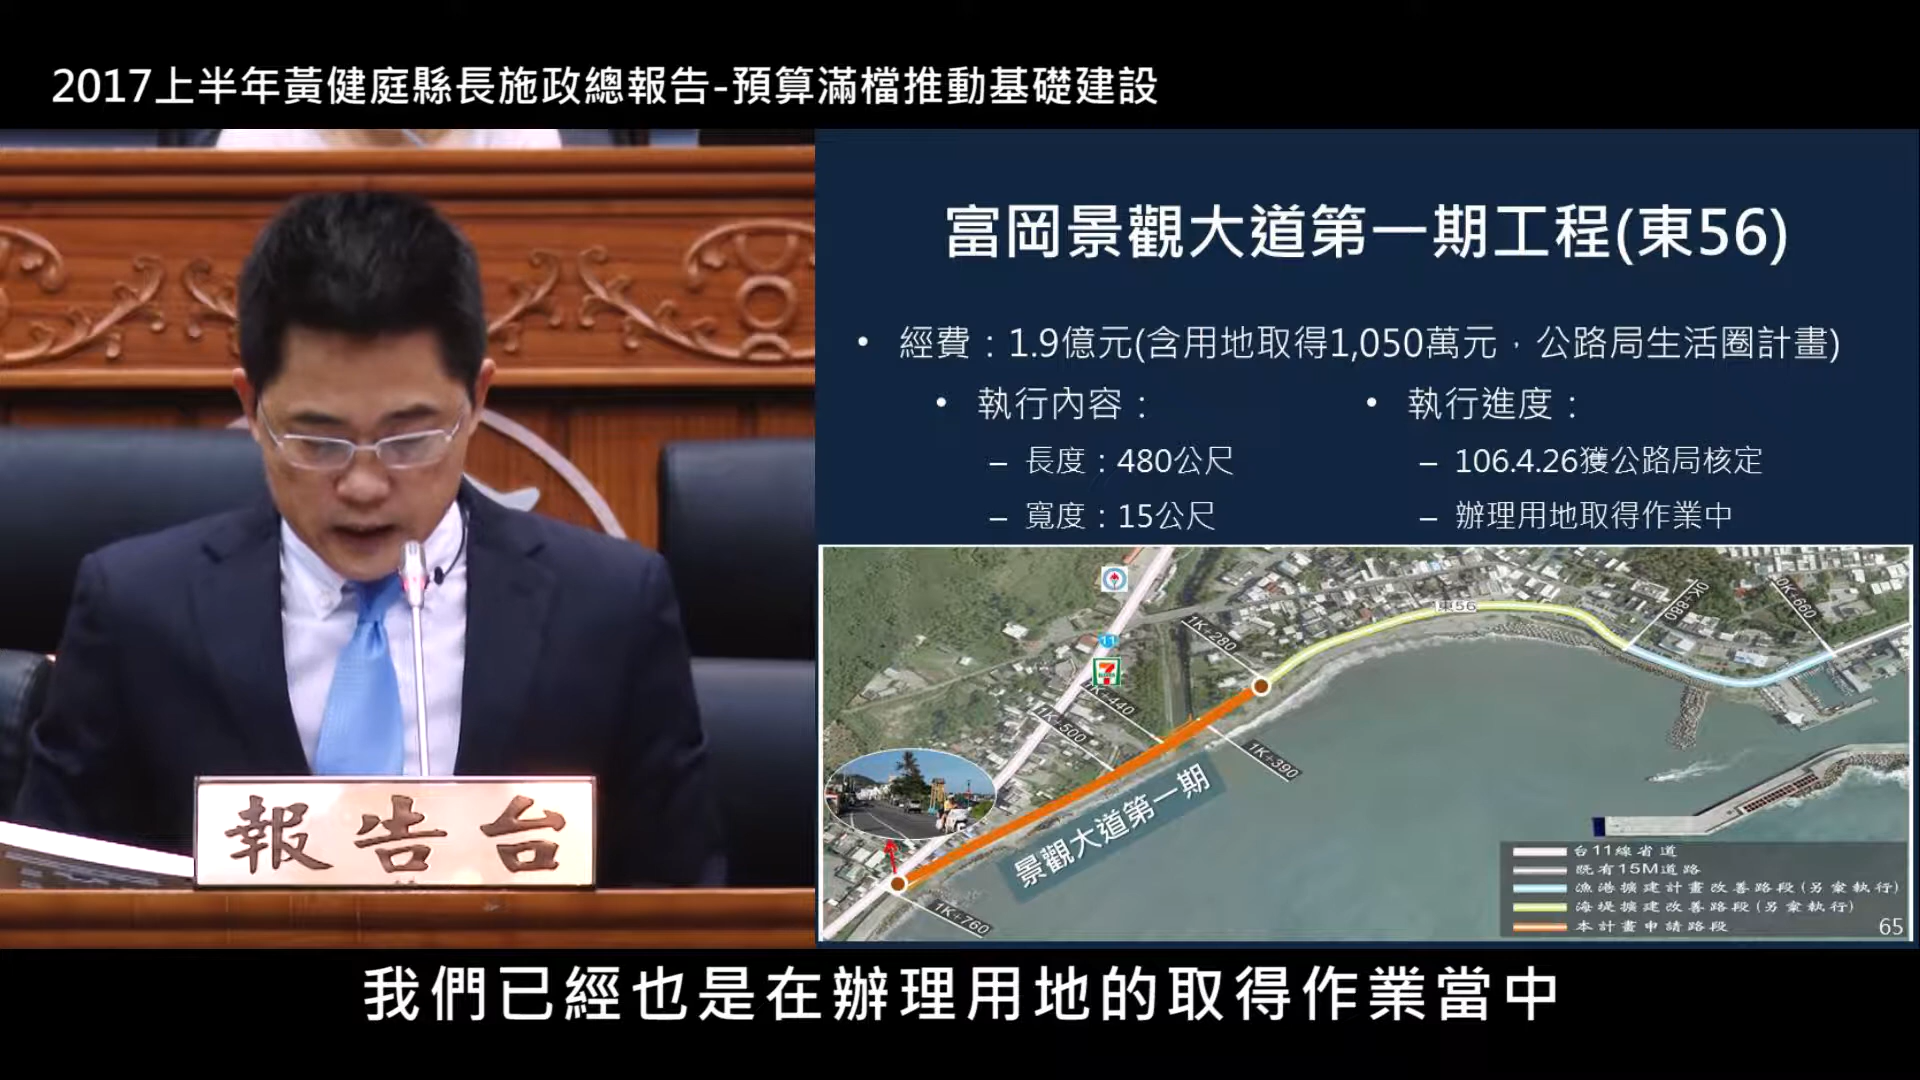 2017上半年黃健庭縣長施政總報告-預算滿檔推動基礎建設
富岡景觀大道第一期工程(東56)
• 經費：1.9億元(含用地取得1,050萬元，公路局生活圈計畫)
• 執行內容：
– 長度：480公尺
– 寬度：15公尺
• 執行進度：
– 106.4.26獲公路局核定
– 辦理用地取得作業中
東56
0K+880
0K+660
1K+280
11
1K+440
1K+500
1K+390
景觀大道第一期
1K+760
台11線省道
既有15M道路
漁港擴建計畫改善路段(另案執行)
海堤擴建改善路段(另案執行)
本計畫申請路段
65
報告台
我們已經也是在辦理用地的取得作業當中